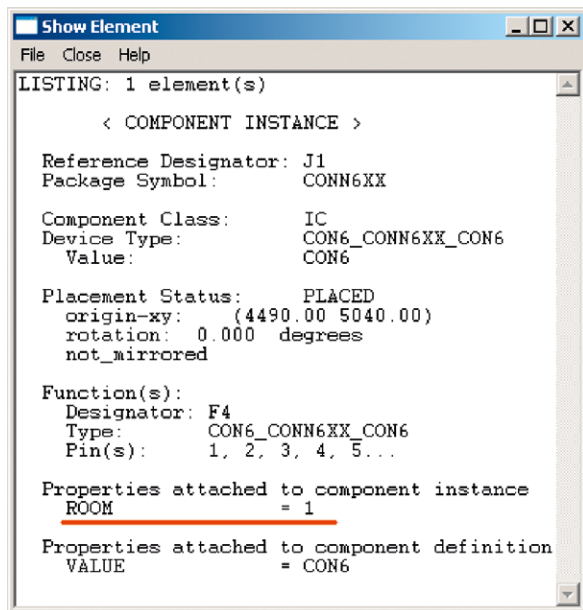 Show Element
File Close Help
LISTING: 1 element(s)
< COMPONENT INSTANCE >
Reference Designator: J1
Package Symbol: CONN6XX
Component Class: IC
Device Type: CON6_CONN6XX_CON6
Value: CON6
Placement Status: PLACED
origin-xy: (4490.00 5040.00)
rotation: 0.000 degrees
not_mirrored
Function(s):
Designator: F4
Type: CON6_CONN6XX_CON6
Pin(s): 1, 2, 3, 4, 5...
Properties attached to component instance
ROOM = 1
Properties attached to component definition
VALUE = CON6